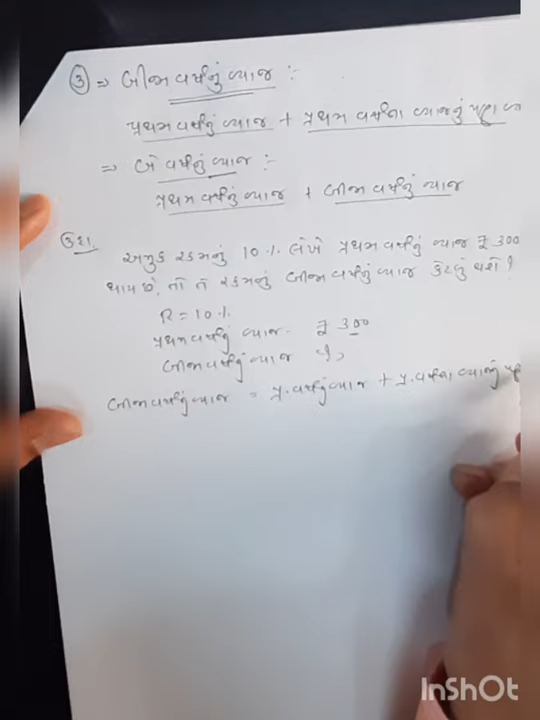 ③ ⇒ બીજા વર્ષનું વ્યાજ :-
પ્રથમ વર્ષનું વ્યાજ + પ્રથમ વર્ષના વ્યાજનું પણ વ્યા
⇒ બે વર્ષનું વ્યાજ :-
પ્રથમ વર્ષનું વ્યાજ + બીજા વર્ષનું વ્યાજ
ઉદા. અમુક રકમનું 10% લેખે પ્રથમ વર્ષનું વ્યાજ ₹ 300
થાય છે, તો તે રકમનું બીજા વર્ષનું વ્યાજ કેટલું થશે ?
R = 10%
પ્રથમ વર્ષનું વ્યાજ - ₹ 300
બીજા વર્ષનું વ્યાજ
બીજા વર્ષનું વ્યાજ = પ્ર. વર્ષનું વ્યાજ + પ્ર. વર્ષના વ્યાજનું
InShOt